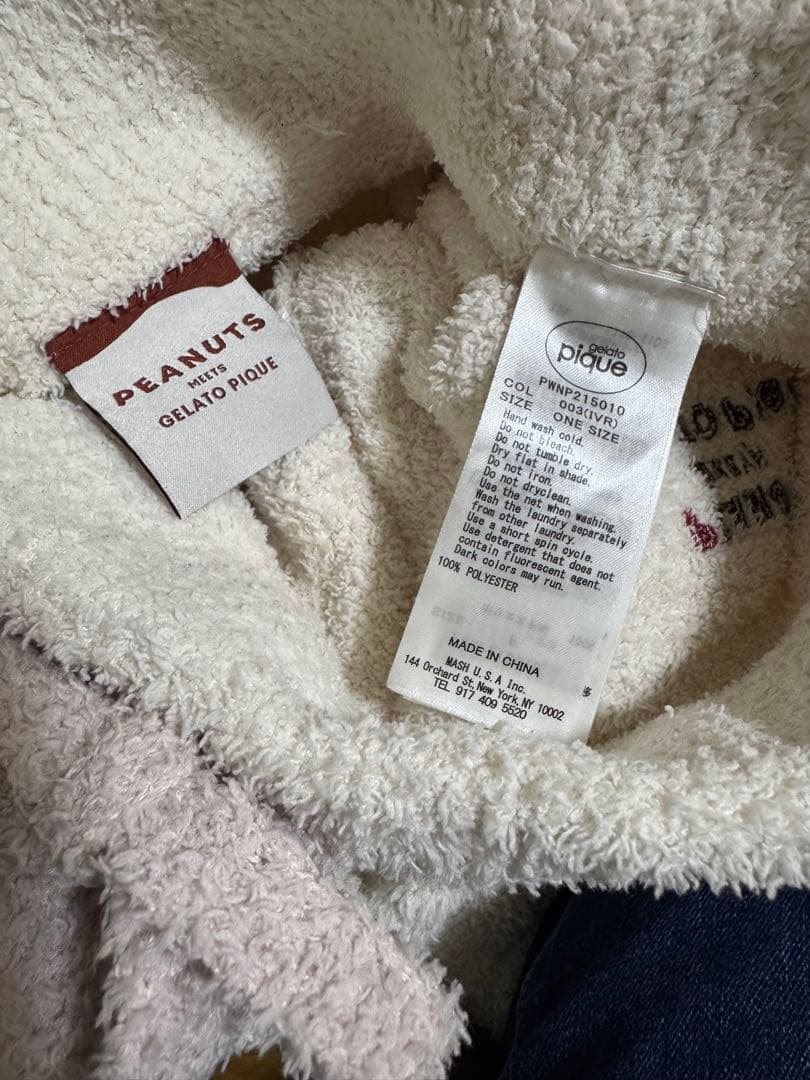 PEANUTS
MEETS
GELATO PIQUE
gelato
pique
PWNP215010
COL 003(IVR)
SIZE ONE SIZE
Hand wash cold.
Do not bleach.
Do not tumble dry.
Dry flat in shade.
Do not iron.
Do not dryclean.
Use the net when washing.
Wash the laundry separately
from other laundry.
Use a short spin cycle.
Use detergent that does not
contain fluorescent agent.
Dark colors may run.
100% POLYESTER
MADE IN CHINA
MASH U.S.A Inc.
144 Orchard St, New York, NY 10002
TEL 917 409 5520